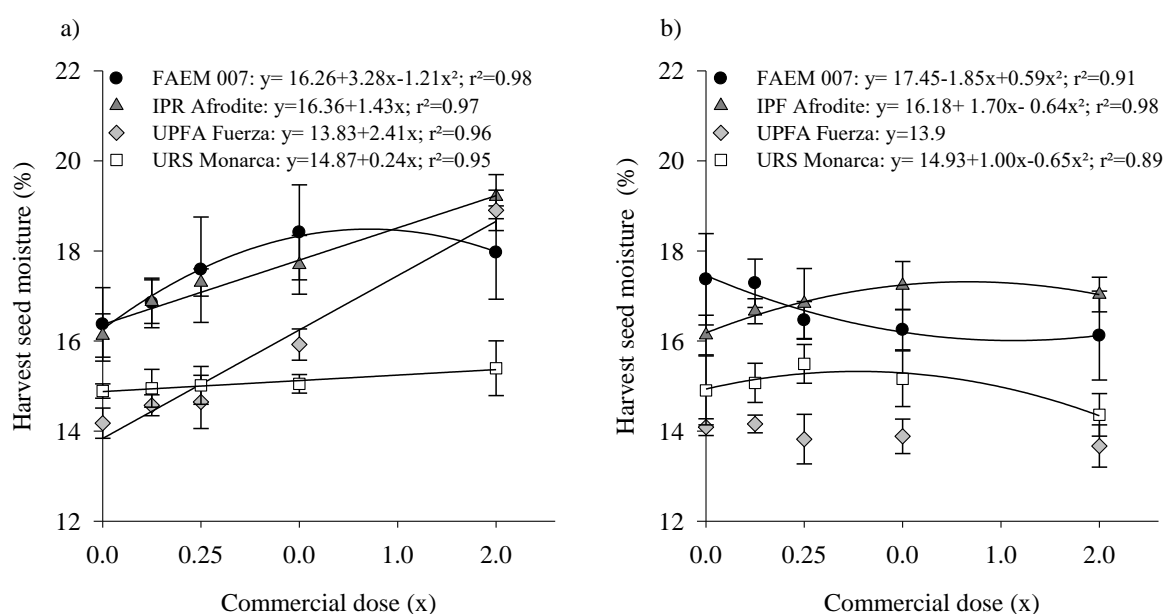 a)
22
20
18
16
14
12
Harvest seed moisture (%)
FAEM 007: y= 16.26+3.28x-1.21x²; r²=0.98
IPR Afrodite: y=16.36+1.43x; r²=0.97
UPFA Fuerza: y= 13.83+2.41x; r²=0.96
URS Monarca: y=14.87+0.24x; r²=0.95
0.0 0.25 0.0 1.0 2.0
Commercial dose (x)
b)
22
20
18
16
14
12
Harvest seed moisture (%)
FAEM 007: y= 17.45-1.85x+0.59x²; r²=0.91
IPF Afrodite: y= 16.18+ 1.70x- 0.64x²; r²=0.98
UPFA Fuerza: y=13.9
URS Monarca: y= 14.93+1.00x-0.65x²; r²=0.89
0.0 0.25 0.0 1.0 2.0
Commercial dose (x)